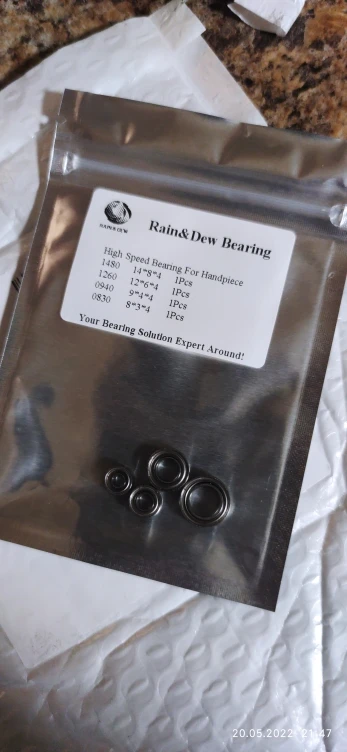 RAIN & DEW
Rain&Dew Bearing
High Speed Bearing For Handpiece
1480 14*8*4 1Pcs
1260 12*6*4 1Pcs
0940 9*4*4 1Pcs
0830 8*3*4 1Pcs
Your Bearing Solution Expert Around!
20.05.2022 21:47